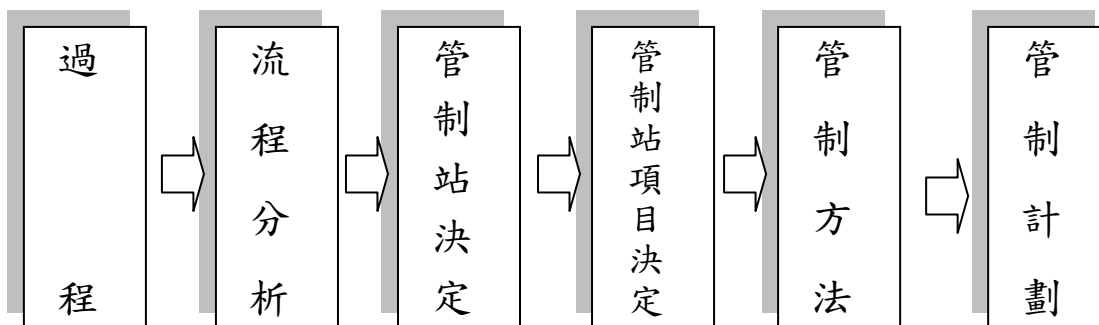 過程
流程分析
管制站決定
管制站項目決定
管制方法
管制計劃